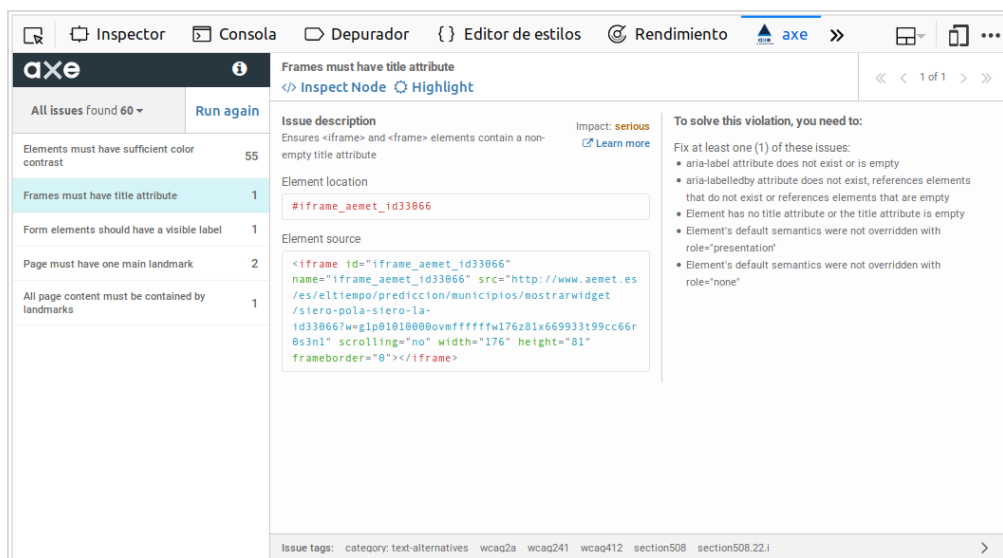 Inspector Consola Depurador {} Editor de estilos Rendimiento axe
axe
All issues found 60 Run again
Elements must have sufficient color contrast 55
Frames must have title attribute 1
Form elements should have a visible label 1
Page must have one main landmark 2
All page content must be contained by landmarks 1
Frames must have title attribute
</> Inspect Node Highlight
1 of 1
Issue description
Ensures <iframe> and <frame> elements contain a non-
empty title attribute
Impact: serious
Learn more
Element location
#iframe_aemet_id33066
Element source
<iframe id="iframe_aemet_id33066"
name="iframe_aemet_id33066" src="http://www.aemet.es
/es/eltiempo/prediccion/municipios/mostrarwidget
/siero-pola-siero-la-
id33066?w=g1p01010000ovmffffffw176z81x669933t99cc66r
0s3n1" scrolling="no" width="176" height="81"
frameborder="0"></iframe>
To solve this violation, you need to:
Fix at least one (1) of these issues:
• aria-label attribute does not exist or is empty
• aria-labelledby attribute does not exist, references elements
that do not exist or references elements that are empty
• Element has no title attribute or the title attribute is empty
• Element's default semantics were not overridden with
role="presentation"
• Element's default semantics were not overridden with
role="none"
Issue tags: category: text-alternatives wcag2a wcag241 wcag412 section508 section508.22.i